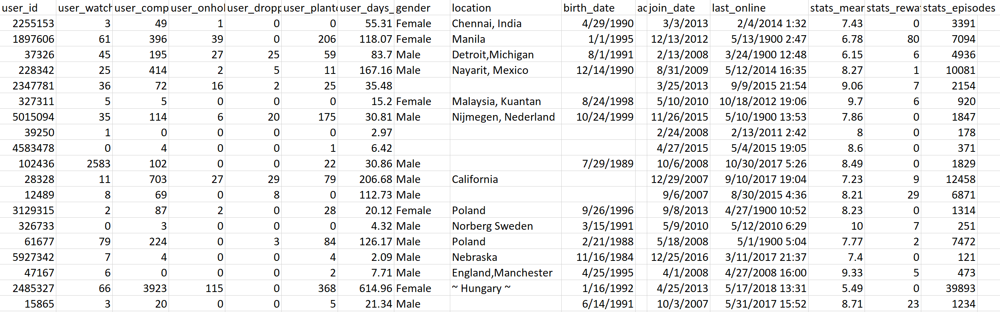 user_id user_watch user_comp user_onhol user_dropp user_planto user_days_ gender location birth_date ac join_date last_online stats_mean stats_rewat stats_episodes
2255153 3 49 1 0 0 55.31 Female Chennai, India 4/29/1990 3/3/2013 2/4/2014 1:32 7.43 0 3391
1897606 61 396 39 0 206 118.07 Female Manila 1/1/1995 12/13/2012 5/13/1900 2:47 6.78 80 7094
37326 45 195 27 25 59 83.7 Male Detroit,Michigan 8/1/1991 2/13/2008 3/24/1900 12:48 6.15 6 4936
228342 25 414 2 5 11 167.16 Male Nayarit, Mexico 12/14/1990 8/31/2009 5/12/2014 16:35 8.27 1 10081
2347781 36 72 16 2 25 35.48 3/25/2013 9/9/2015 21:54 9.06 7 2154
327311 5 5 0 0 0 15.2 Female Malaysia, Kuantan 8/24/1998 5/10/2010 10/18/2012 19:06 9.7 6 920
5015094 35 114 6 20 175 30.81 Male Nijmegen, Nederland 10/24/1999 11/26/2015 5/10/1900 13:53 7.86 0 1847
39250 1 0 0 0 0 2.97 2/24/2008 2/13/2011 2:42 8 0 178
4583478 0 4 0 0 1 6.42 4/27/2015 5/4/2015 19:05 8.6 0 371
102436 2583 102 0 0 22 30.86 Male 7/29/1989 10/6/2008 10/30/2017 5:26 8.49 0 1829
28328 11 703 27 29 79 206.68 Male California 12/29/2007 9/10/2017 19:04 7.23 9 12458
12489 8 69 0 8 0 112.73 Male 9/6/2007 8/30/2015 4:36 8.21 29 6871
3129315 2 87 2 0 28 20.12 Female Poland 9/26/1996 9/8/2013 4/27/1900 10:52 8.23 0 1314
326733 0 3 0 0 0 4.32 Male Norberg Sweden 3/15/1991 5/9/2010 5/12/2010 6:29 10 7 251
61677 79 224 0 3 84 126.17 Male Poland 2/21/1988 5/18/2008 5/1/1900 5:04 7.77 2 7472
5927342 7 4 0 0 4 2.09 Male Nebraska 11/16/1984 12/25/2016 3/11/2017 21:37 7.4 0 121
47167 6 0 0 0 2 7.71 Male England,Manchester 4/25/1995 4/1/2008 4/27/2008 16:00 9.33 5 473
2485327 66 3923 115 0 368 614.96 Female ~ Hungary ~ 1/16/1992 4/25/2013 5/17/2018 13:31 5.49 0 39893
15865 3 20 0 0 5 21.34 Male 6/14/1991 10/3/2007 5/31/2017 15:52 8.71 23 1234